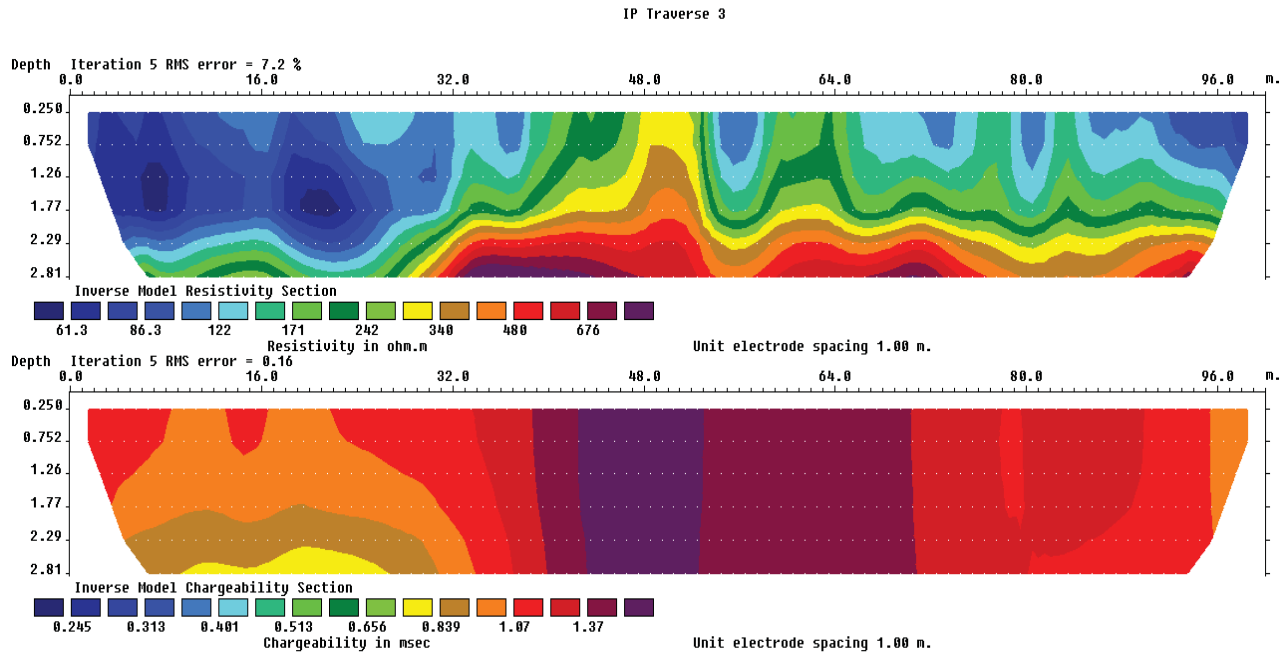 IP Traverse 3
Depth Iteration 5 RMS error = 7.2 %
0.0 16.0 32.0 48.0 64.0 80.0 96.0 m.
0.250
0.752
1.26
1.77
2.29
2.81
Inverse Model Resistivity Section
61.3 86.3 122 171 242 340 480 676
Resistivity in ohm.m Unit electrode spacing 1.00 m.
Depth Iteration 5 RMS error = 0.16
0.0 16.0 32.0 48.0 64.0 80.0 96.0 m.
0.250
0.752
1.26
1.77
2.29
2.81
Inverse Model Chargeability Section
0.245 0.313 0.401 0.513 0.656 0.839 1.07 1.37
Chargeability in msec Unit electrode spacing 1.00 m.